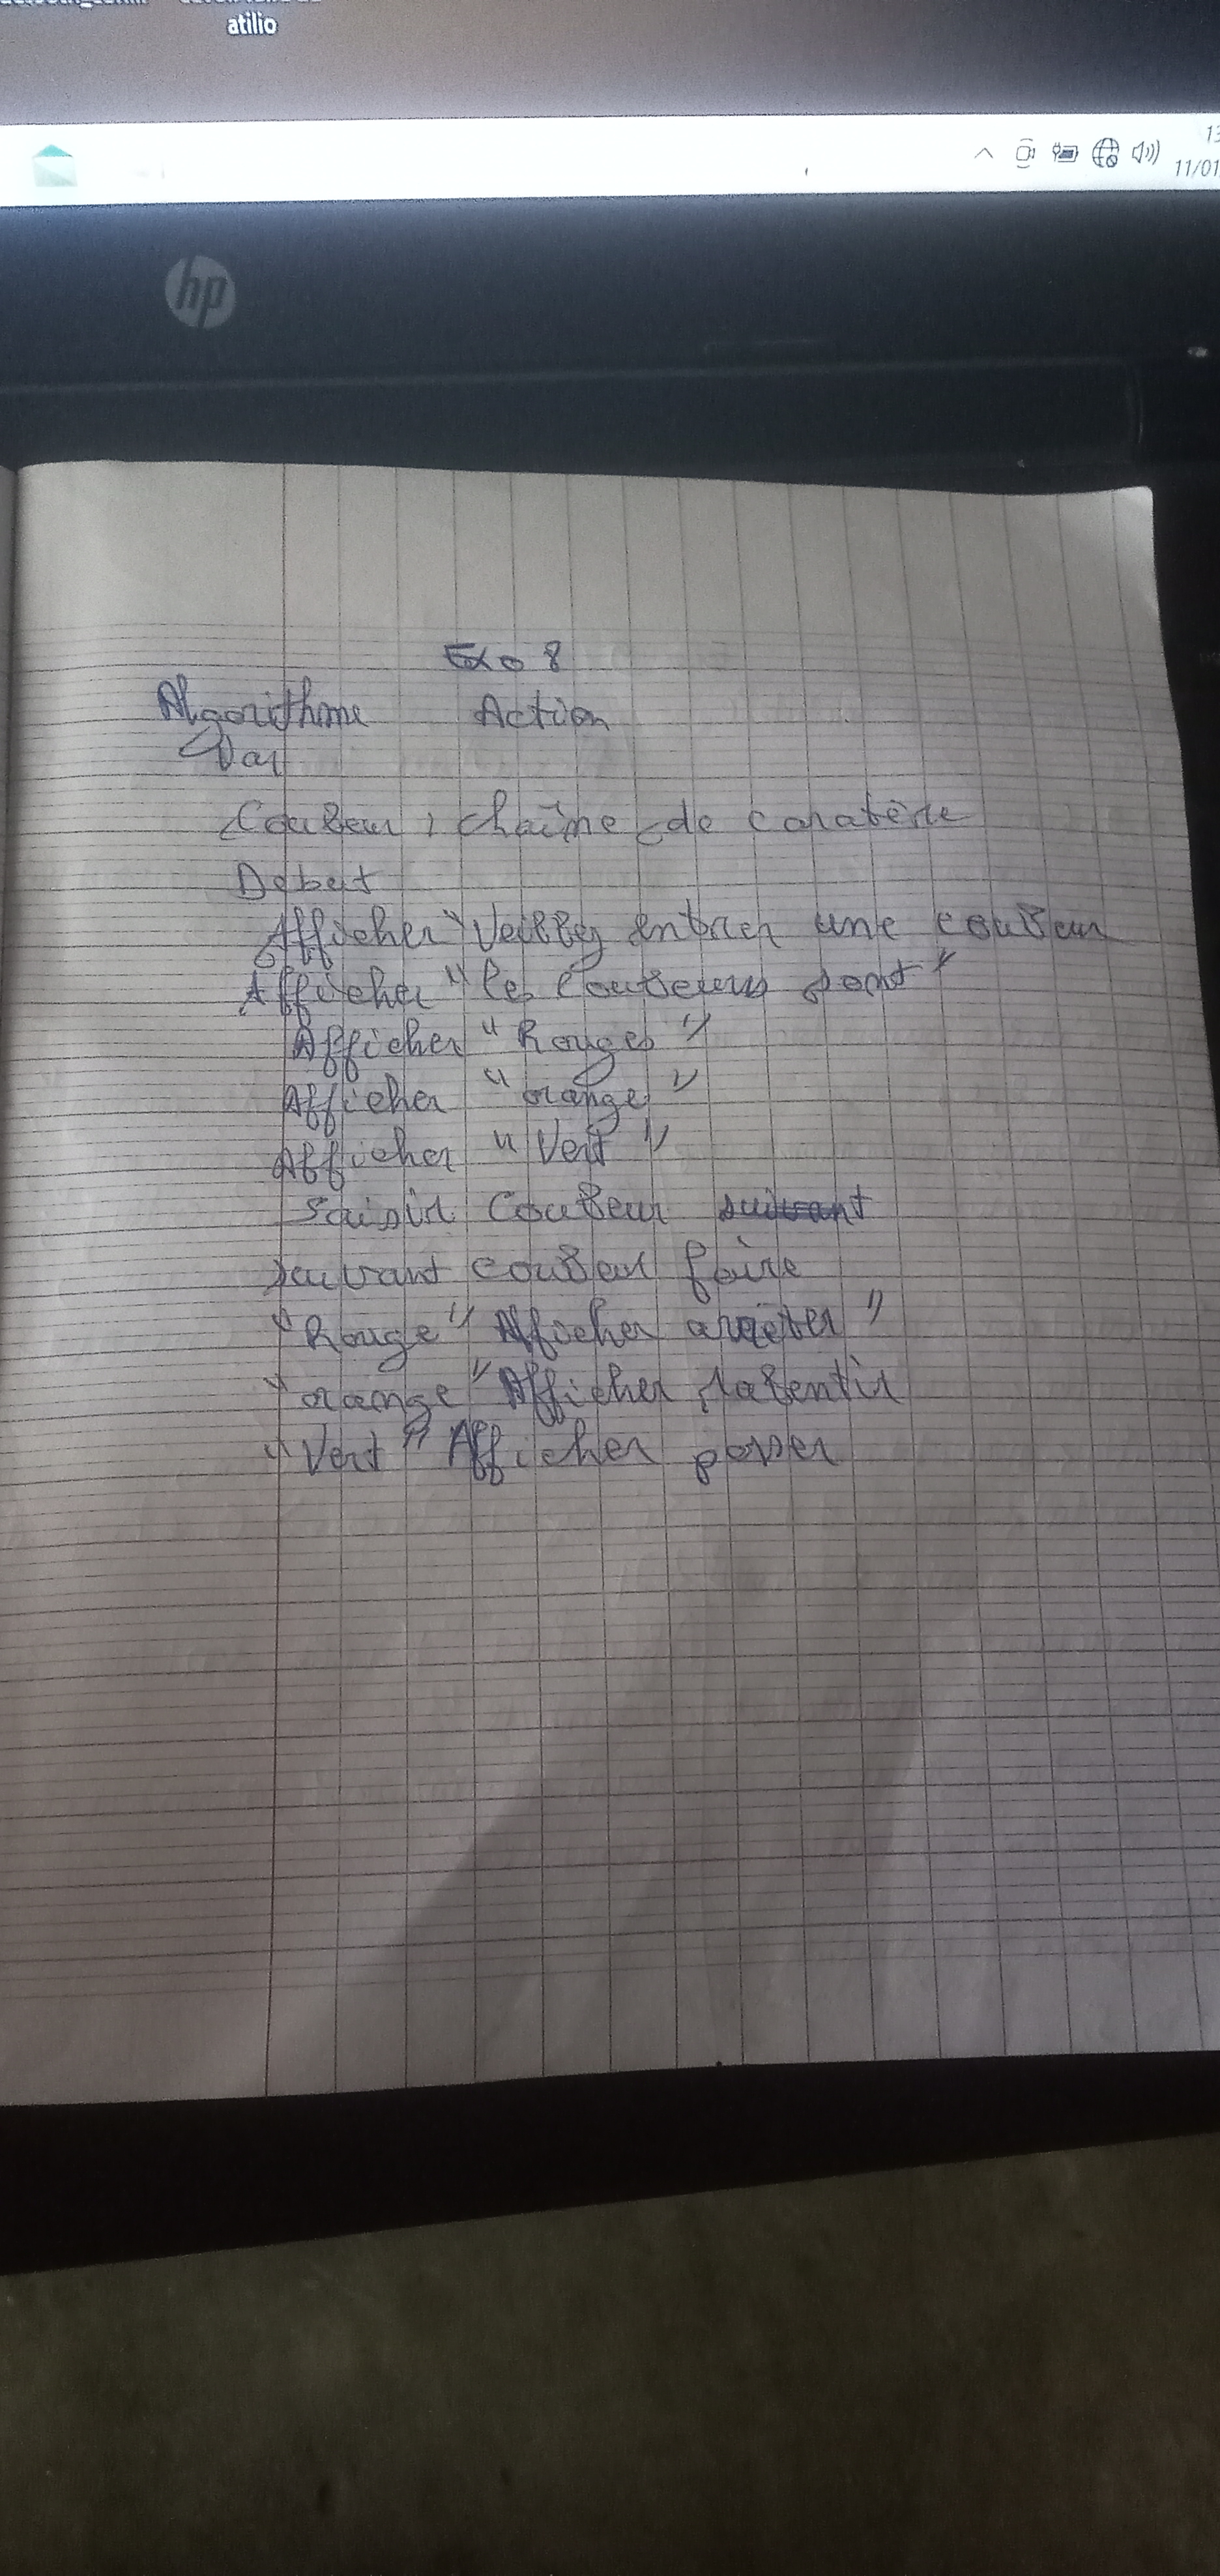 atilio
13
11/01
hp
Exo 8
Algorithme Action
Var
Couleur : chaîne de caratère
Debut
Afficher "Veillez entrer une couleur
Afficher "les Couleurs sont"
Afficher "Rouges"
Afficher "orange"
Afficher "Vert"
Saisir Couleur suivant
suivant couleur faire
"Rouge" Afficher arrêter"
"orange" Afficher ralentir
"Vert" Afficher passer